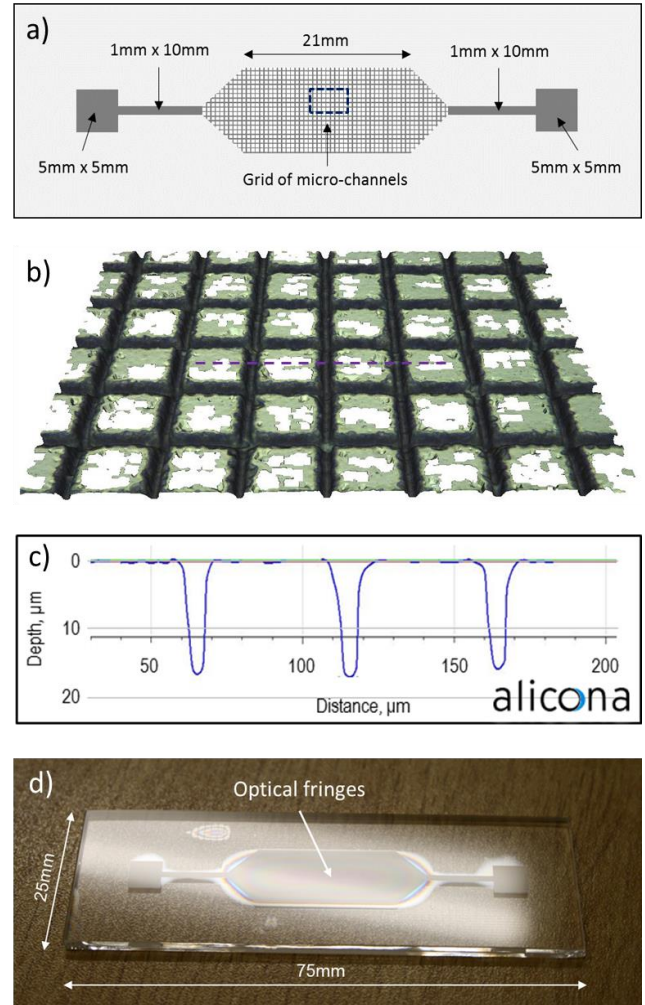 a)
21mm
1mm x 10mm
1mm x 10mm
5mm x 5mm
Grid of micro-channels
5mm x 5mm
b)
c)
0
10
20
Depth, µm
50
100
150
200
Distance, µm
alicona
d)
Optical fringes
25mm
75mm